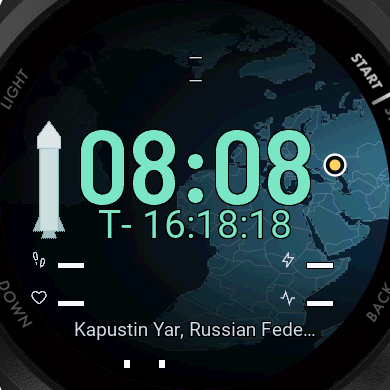 LIGHT
START
08:08
T- 16:18:18
DOWN
BACK
Kapustin Yar, Russian Fede...